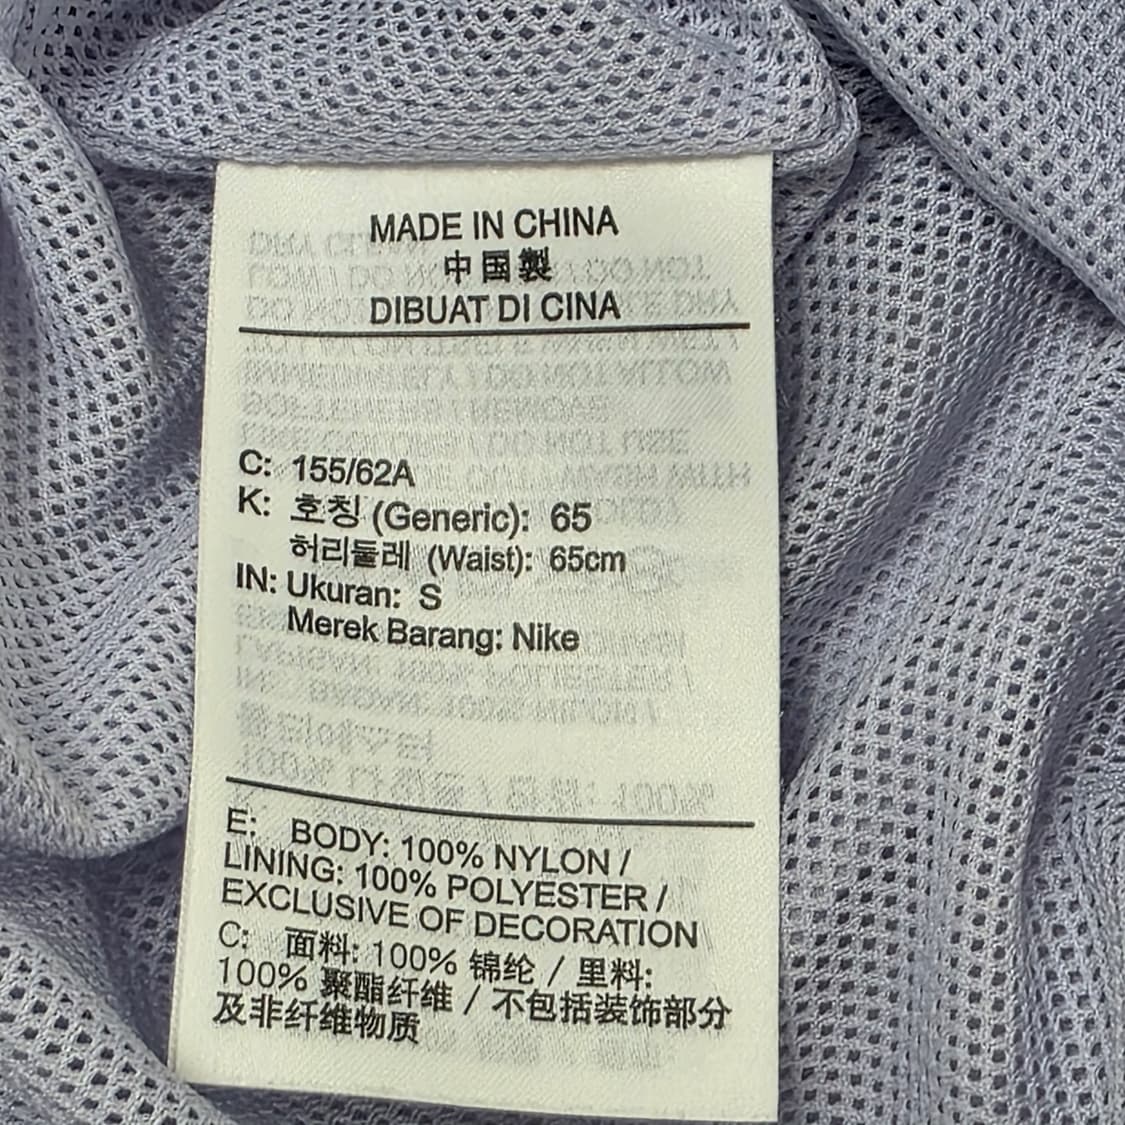 MADE IN CHINA
中国製
DIBUAT DI CINA
C: 155/62A
K: 호칭 (Generic): 65
허리둘레 (Waist): 65cm
IN: Ukuran: S
Merek Barang: Nike
E: BODY: 100% NYLON /
LINING: 100% POLYESTER /
EXCLUSIVE OF DECORATION
C: 面料: 100% 锦纶 / 里料:
100% 聚酯纤维 / 不包括装饰部分
及非纤维物质